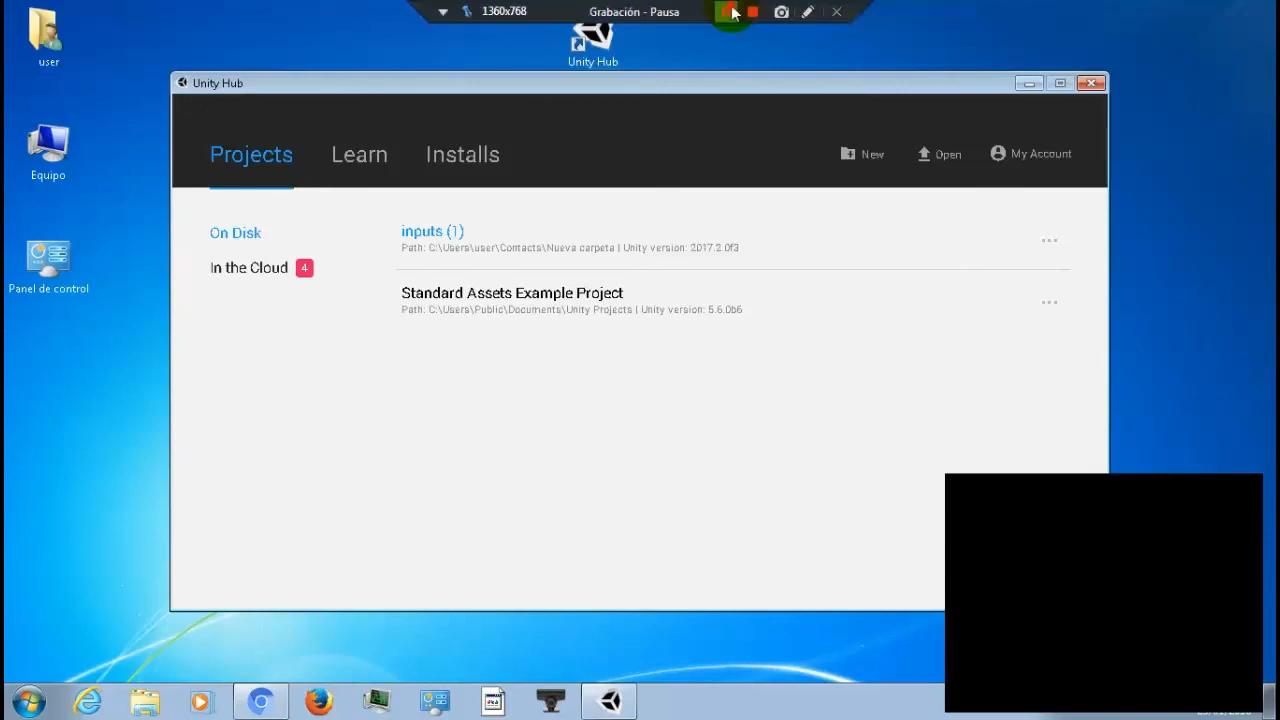 1360x768
Grabación - Pausa
user
Unity Hub
Unity Hub
Projects
Learn
Installs
New
Open
My Account
Equipo
On Disk
inputs (1)
Path: C:\Users\user\Contacts\Nueva carpeta | Unity version: 2017.2.0f3
In the Cloud 4
Standard Assets Example Project
Path: C:\Users\Public\Documents\Unity Projects | Unity version: 5.6.0b6
Panel de control